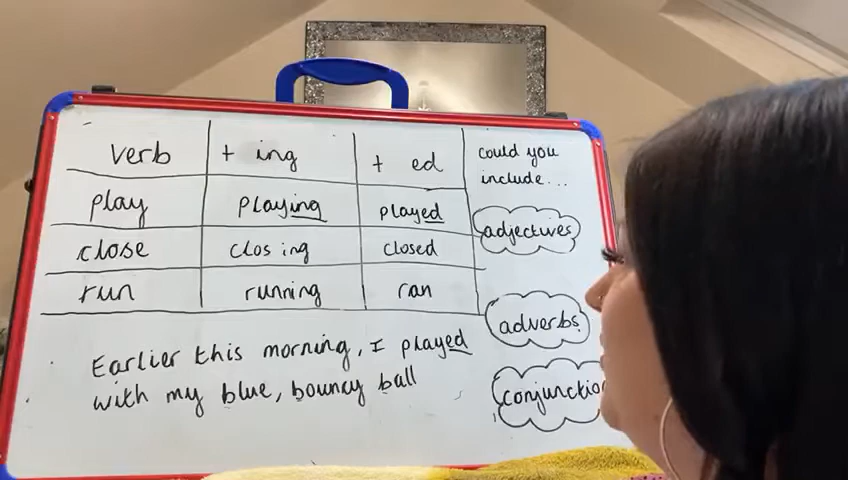 verb + ing + ed
play playing played
close closing closed
run running ran
Earlier this morning, I played
with my blue, bouncy ball
could you
include...
adjectives
adverbs